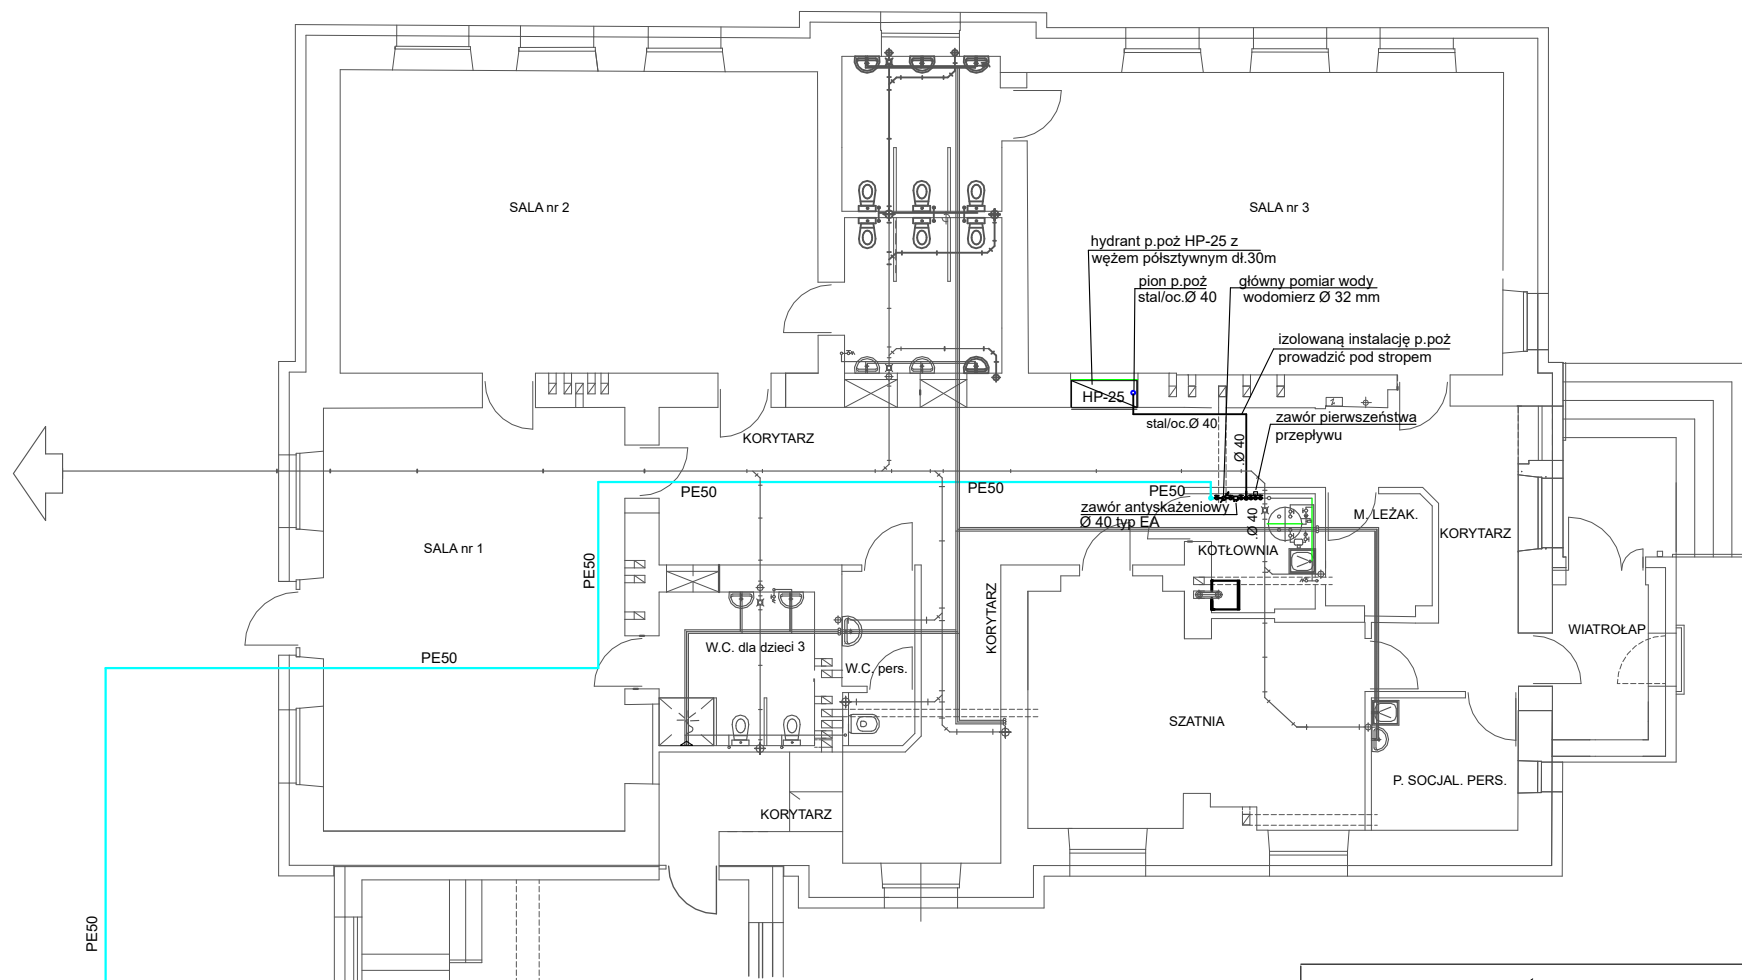 SALA nr 2
SALA nr 3
hydrant p.poż HP-25 z
wężem półsztywnym dł.30m
pion p.poż
stal/oc.Ø 40
główny pomiar wody
wodomierz Ø 32 mm
izolowaną instalację p.poż
prowadzić pod stropem
HP-25
stal/oc.Ø 40
zawór pierwszeństwa
przepływu
KORYTARZ
.Ø 40
PE50
PE50
PE50
zawór antyskażeniowy
Ø 40 typ EA
.Ø 40
M. LEŻAK.
KORYTARZ
SALA nr 1
KOTŁOWNIA
PE50
KORYTARZ
WIATROŁAP
W.C. dla dzieci 3
PE50
W.C. pers.
SZATNIA
P. SOCJAL. PERS.
KORYTARZ
PE50